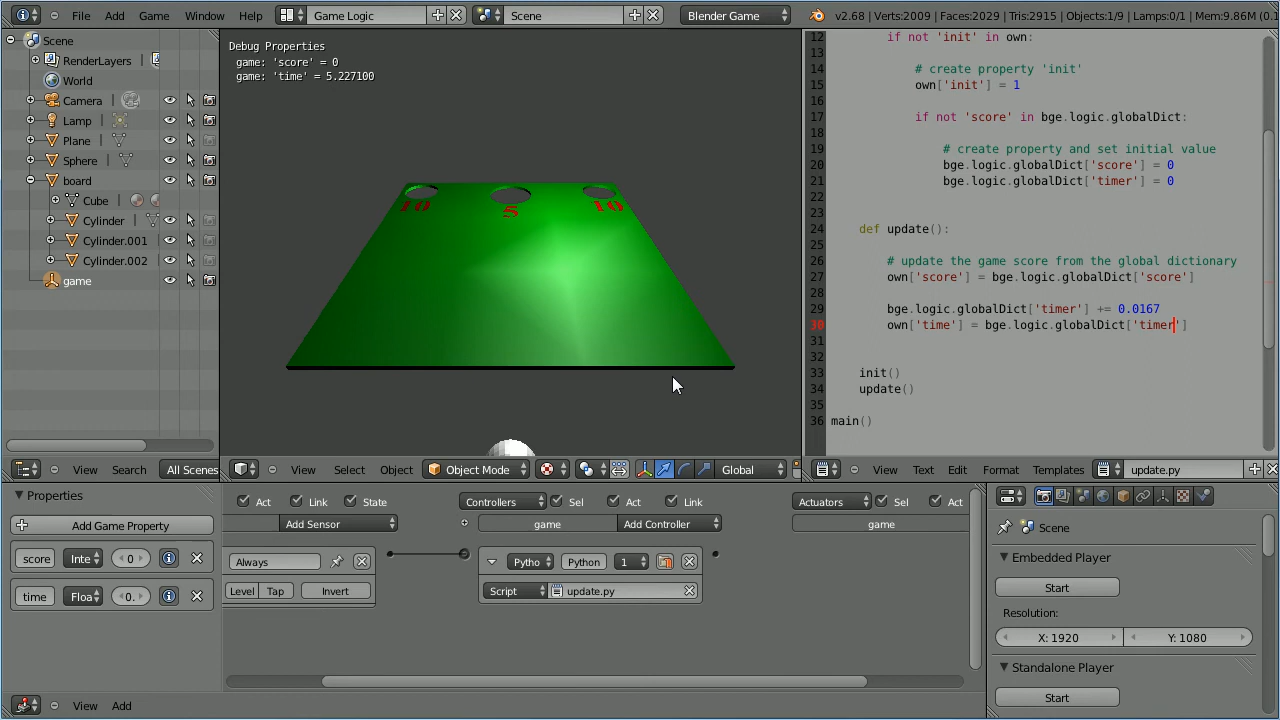 File Add Game Window Help Game Logic Scene Blender Game v2.68 | Verts:2009 | Faces:2029 | Tris:2915 | Objects:1/9 | Lamps:0/1 | Mem:9.86M
Scene
RenderLayers
World
Camera
Lamp
Plane
Sphere
board
Cube
Cylinder
Cylinder.001
Cylinder.002
game
View Search All Scenes
Debug Properties
game: 'score' = 0
game: 'time' = 5.227100
10 5 10
View Select Object Object Mode Global
12 if not 'init' in own:
13
14 # create property 'init'
15 own['init'] = 1
16
17 if not 'score' in bge.logic.globalDict:
18
19 # create property and set initial value
20 bge.logic.globalDict['score'] = 0
21 bge.logic.globalDict['timer'] = 0
22
23
24 def update():
25
26 # update the game score from the global dictionary
27 own['score'] = bge.logic.globalDict['score']
28
29 bge.logic.globalDict['timer'] += 0.0167
30 own['time'] = bge.logic.globalDict['timer']
31
32
33 init()
34 update()
35
36 main()
View Text Edit Format Templates update.py
Properties
Add Game Property
score Inte 0
time Floa 0.
Act Link State
Add Sensor
Always
Level Tap Invert
Controllers Sel Act Link
game Add Controller
Pytho Python 1
Script update.py
Actuators Sel Act
game
View Add
Scene
Embedded Player
Start
Resolution:
X: 1920 Y: 1080
Standalone Player
Start